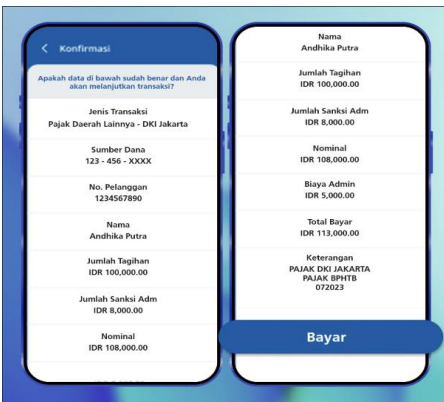 Konfirmasi
Apakah data di bawah sudah benar dan Anda
akan melanjutkan transaksi?
Jenis Transaksi
Pajak Daerah Lainnya - DKI Jakarta
Sumber Dana
123 - 456 - XXXX
No. Pelanggan
1234567890
Nama
Andhika Putra
Jumlah Tagihan
IDR 100,000.00
Jumlah Sanksi Adm
IDR 8,000.00
Nominal
IDR 108,000.00
Nama
Andhika Putra
Jumlah Tagihan
IDR 100,000.00
Jumlah Sanksi Adm
IDR 8,000.00
Nominal
IDR 108,000.00
Biaya Admin
IDR 5,000.00
Total Bayar
IDR 113,000.00
Keterangan
PAJAK DKI JAKARTA
PAJAK BPHTB
072023
Bayar